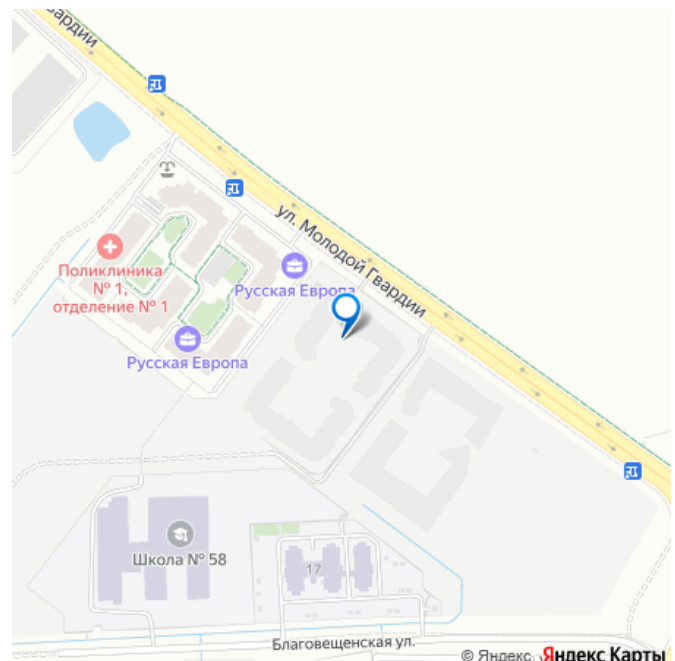 вардии
ул. Молодой Гвардии
Поликлиника
№ 1,
отделение № 1
Русская Европа
Русская Европа
Школа № 58
17
Благовещенская ул.
© Яндекс
Яндекс Карты